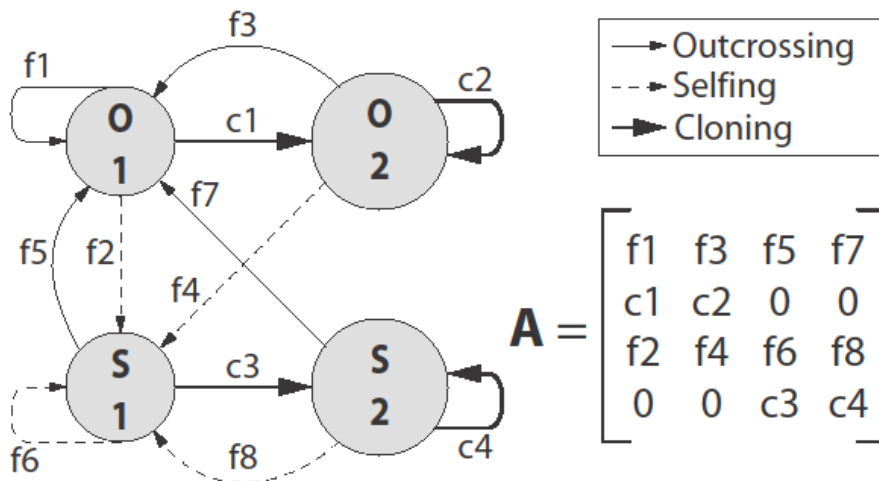 f3
f1
c2
O
1
c1
O
2
f7
f5
f2
f4
S
1
c3
S
2
f6
f8
c4
Outcrossing
Selfing
Cloning
A =
f1 f3 f5 f7
c1 c2 0 0
f2 f4 f6 f8
0 0 c3 c4